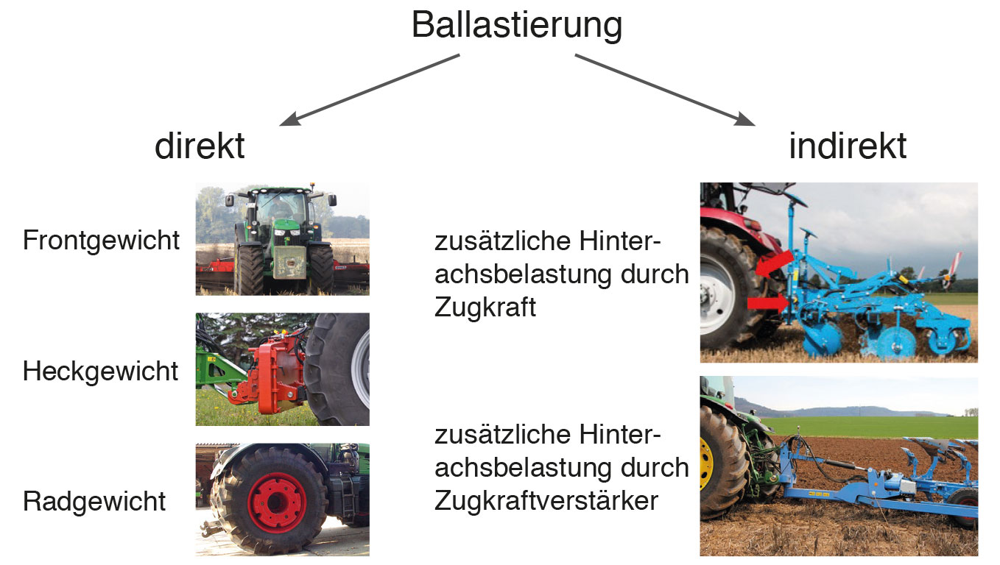 Ballastierung
direkt
indirekt
Frontgewicht
Heckgewicht
Radgewicht
zusätzliche Hinter-
achsbelastung durch
Zugkraft
zusätzliche Hinter-
achsbelastung durch
Zugkraftverstärker